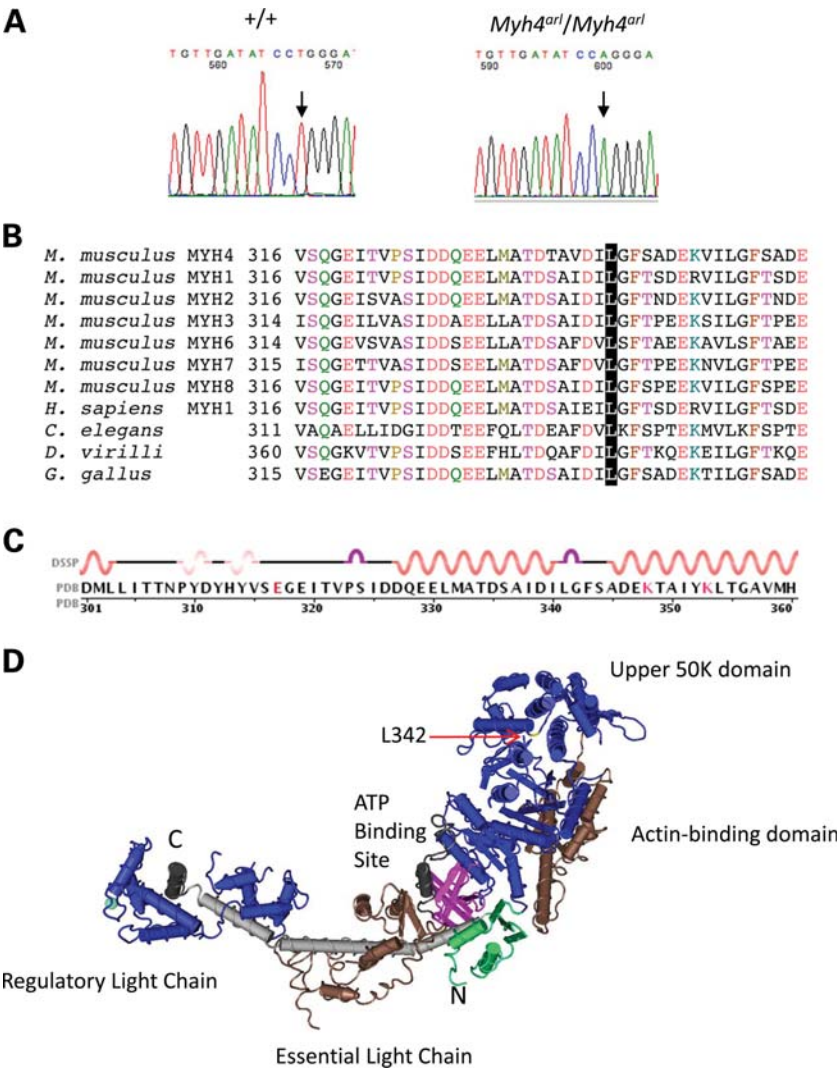 A
+/+
Myh4arl/Myh4arl
T G T T G A T A T C C T G G G A
560 570
T G T T G A T A T C C A G G G A
590 600
B
M. musculus MYH4 316 VSQGEITVPSIDDQEELMATDTAVDILGFSADEKVILGFSADE
M. musculus MYH1 316 VSQGEITVPSIDDQEELMATDSAIDILGFTSDERVILGFTSDE
M. musculus MYH2 316 VSQGEISVASIDDQEELMATDSAIDILGFTNDEKVILGFTNDE
M. musculus MYH3 314 ISQGEILVASIDDAEELLATDSAIDILGFTPEEKSILGFTPEE
M. musculus MYH6 314 VSQGEVSVASIDDSEELLATDSAFDVLSFTAEEKAVLSFTAEE
M. musculus MYH7 315 ISQGETTVASIDDSEELMATDSAFDVLGFTPEEKNVLGFTPEE
M. musculus MYH8 316 VSQGEITVPSIDDQEELMATDSAIDILGFSPEEKVILGFSPEE
H. sapiens MYH1 316 VSQGEITVPSIDDQEELMATDSAIEILGFTSDERVILGFTSDE
C. elegans 311 VAQAELLIDGIDDTEEFQLTDEAFDVLKFSPTEKMVLKFSPTE
D. virilli 360 VSQGKVTVPSIDDSEEFHLTDQAFDILGFTKQEKEILGFTKQE
G. gallus 315 VSEGEITVPSIDDQEELMATDSAIDILGFSADEKTILGFSADE
C
DSSP
PDB DMLLITTNPYDYHYVSEGEITVPSIDDQEELMATDSAIDILGFSADEKTAIYKLTGAVMH
PDB 301 310 320 330 340 350 360
D
Upper 50K domain
L342
ATP
Binding
Site
Actin-binding domain
C
Regulatory Light Chain
N
Essential Light Chain